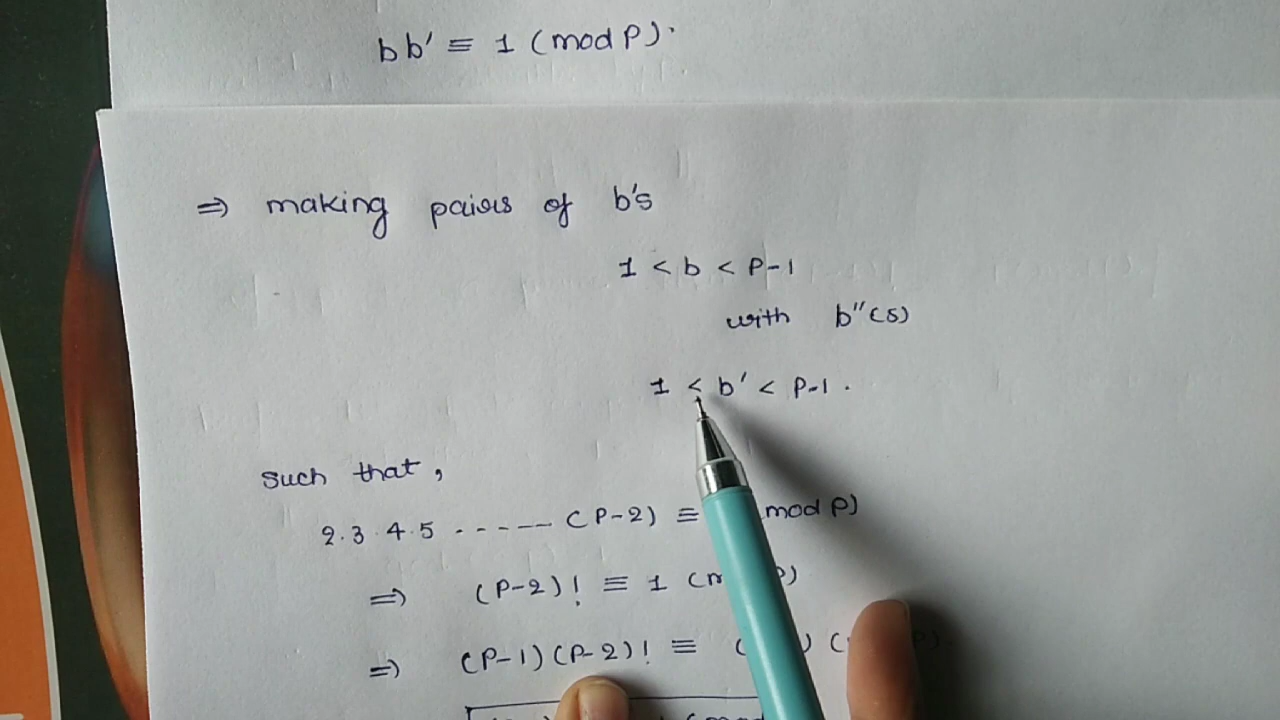 bb' ≡ 1 (mod P).
⇒ making pairs of b's
1 < b < P-1
with b''(s)
1 < b' < P-1.
such that,
2.3.4.5 ----- (P-2) ≡ mod P)
⇒ (P-2)! ≡ 1 (m P)
⇒ (P-1)(P-2)! ≡ ( ) (